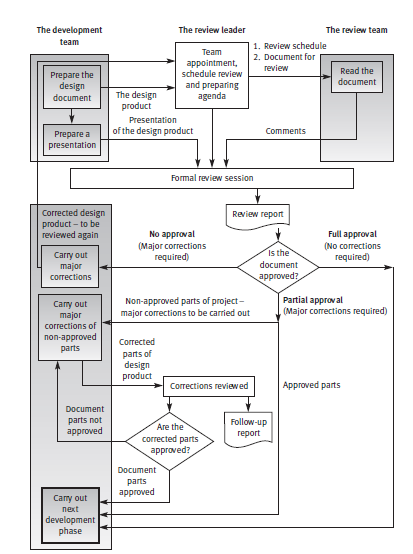 The development
team
The review leader
The review team
Prepare the
design
document
Prepare a
presentation
The design
product
Presentation
of the design product
Team
appointment,
schedule review
and preparing
agenda
1. Review schedule
2. Document for
review
Read the
document
Comments
Formal review session
Review report
Corrected design
product – to be
reviewed again
Carry out
major
corrections
No approval
(Major corrections
required)
Is the
document
approved?
Full approval
(No corrections
required)
Partial approval
(Major corrections required)
Carry out
major
corrections of
non-approved
parts
Non-approved parts of project –
major corrections to be carried out
Corrected
parts of
design
product
Corrections reviewed
Approved parts
Document
parts not
approved
Are the
corrected parts
approved?
Follow-up
report
Document
parts
approved
Carry out
next
development
phase